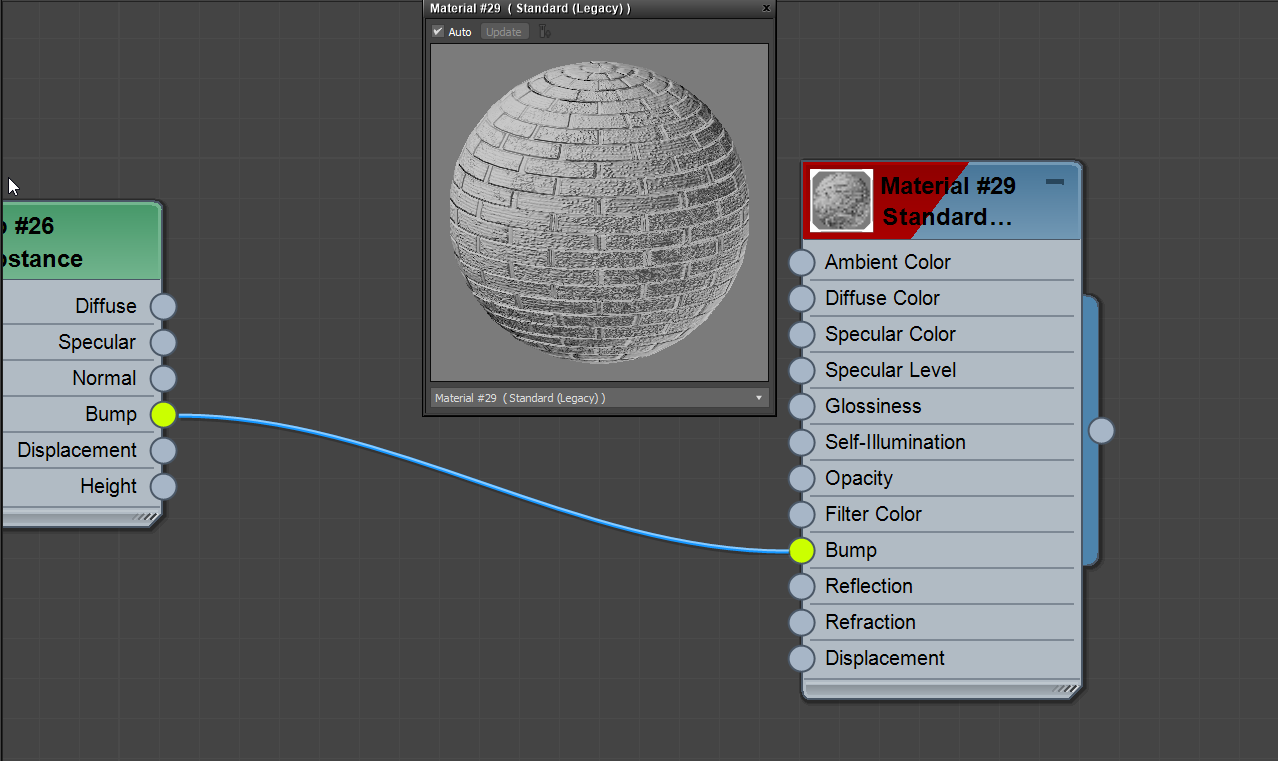 Material #29 ( Standard (Legacy) )
x
Auto
Update
Material #29 ( Standard (Legacy) )
#26
Diffuse
Specular
Normal
Bump
Displacement
Height
Material #29
Standard...
Ambient Color
Diffuse Color
Specular Color
Specular Level
Glossiness
Self-Illumination
Opacity
Filter Color
Bump
Reflection
Refraction
Displacement